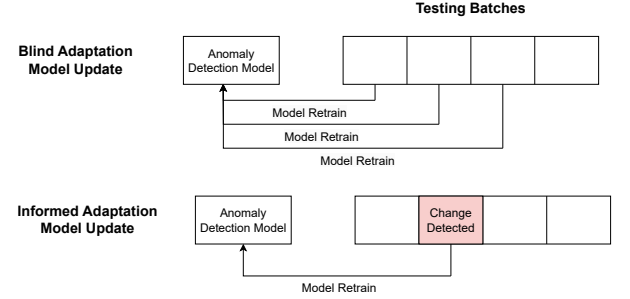 Testing Batches
Blind Adaptation
Model Update
Anomaly
Detection Model
Model Retrain
Model Retrain
Model Retrain
Informed Adaptation
Model Update
Anomaly
Detection Model
Change
Detected
Model Retrain